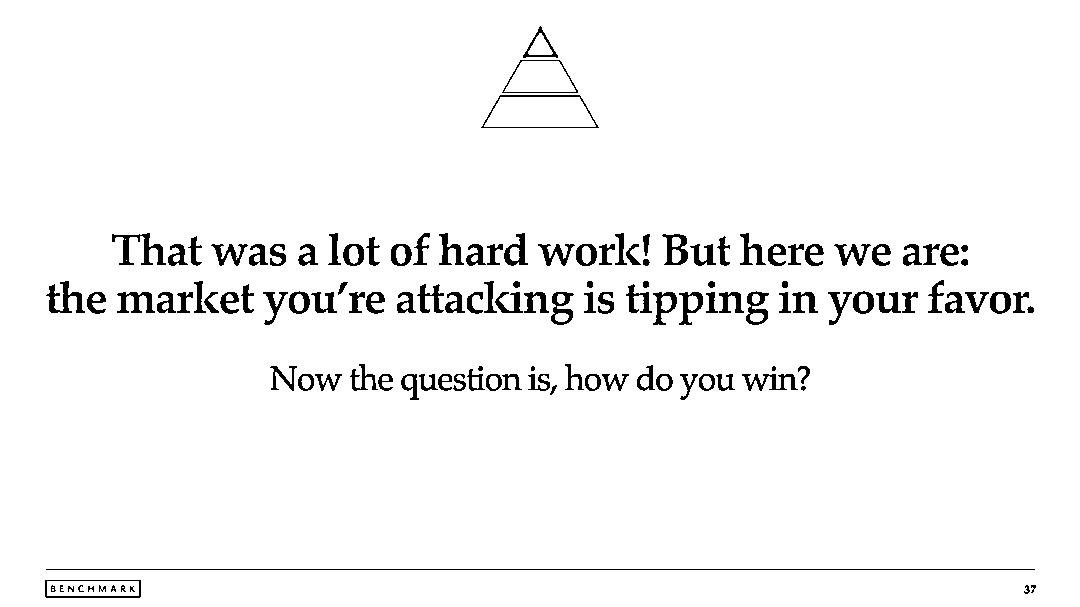 That was a lot of hard work! But here we are:
the market you’re attacking is tipping in your favor.
Now the question is, how do you win?
BENCHMARK
37